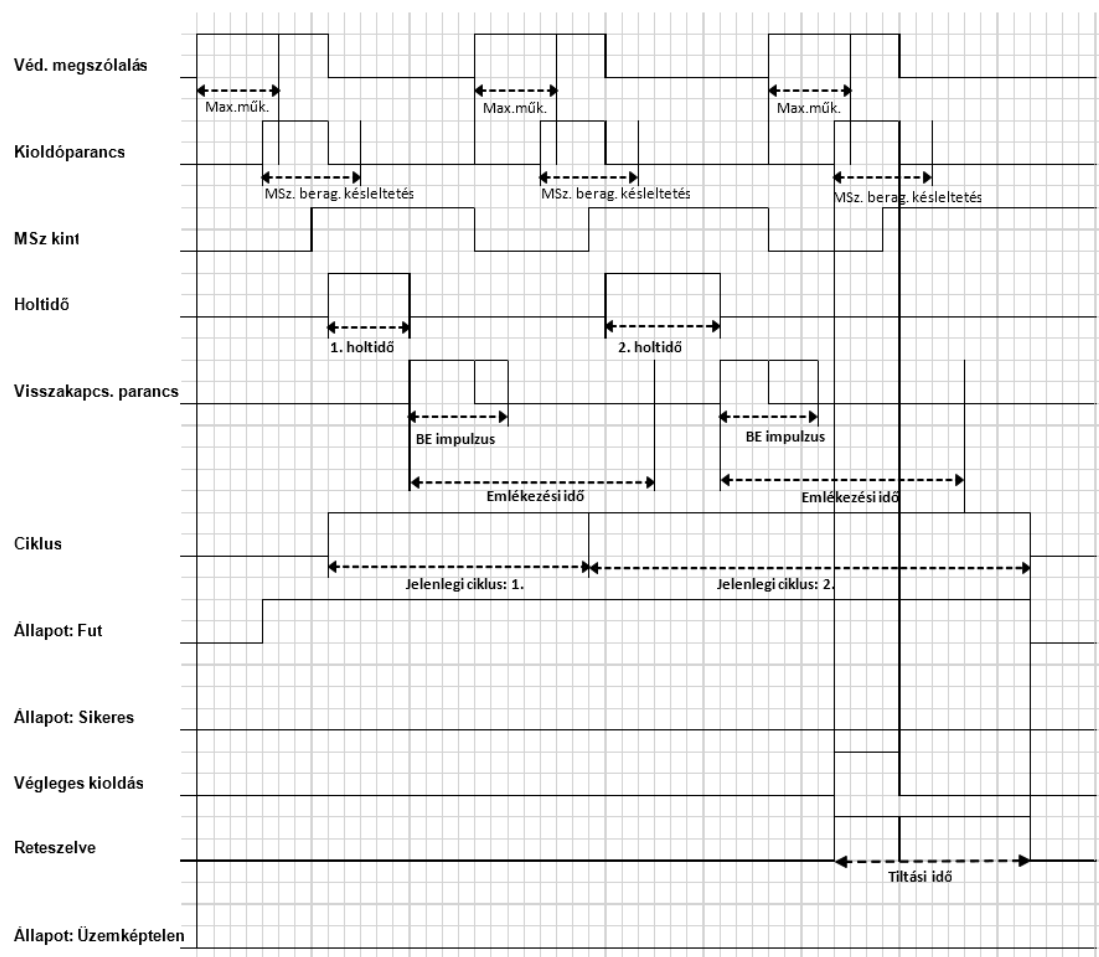 Véd. megszólalás
Max.műk.
Max.műk.
Max.műk.
Kioldóparancs
MSz. berag. késleltetés
MSz. berag. késleltetés
MSz. berag. késleltetés
MSz kint
Holtidő
1. holtidő
2. holtidő
Visszakapcs. parancs
BE impulzus
BE impulzus
Emlékezési idő
Emlékezési idő
Ciklus
Jelenlegi ciklus: 1.
Jelenlegi ciklus: 2.
Állapot: Fut
Állapot: Sikeres
Végleges kioldás
Reteszelve
Tiltási idő
Állapot: Üzemképtelen